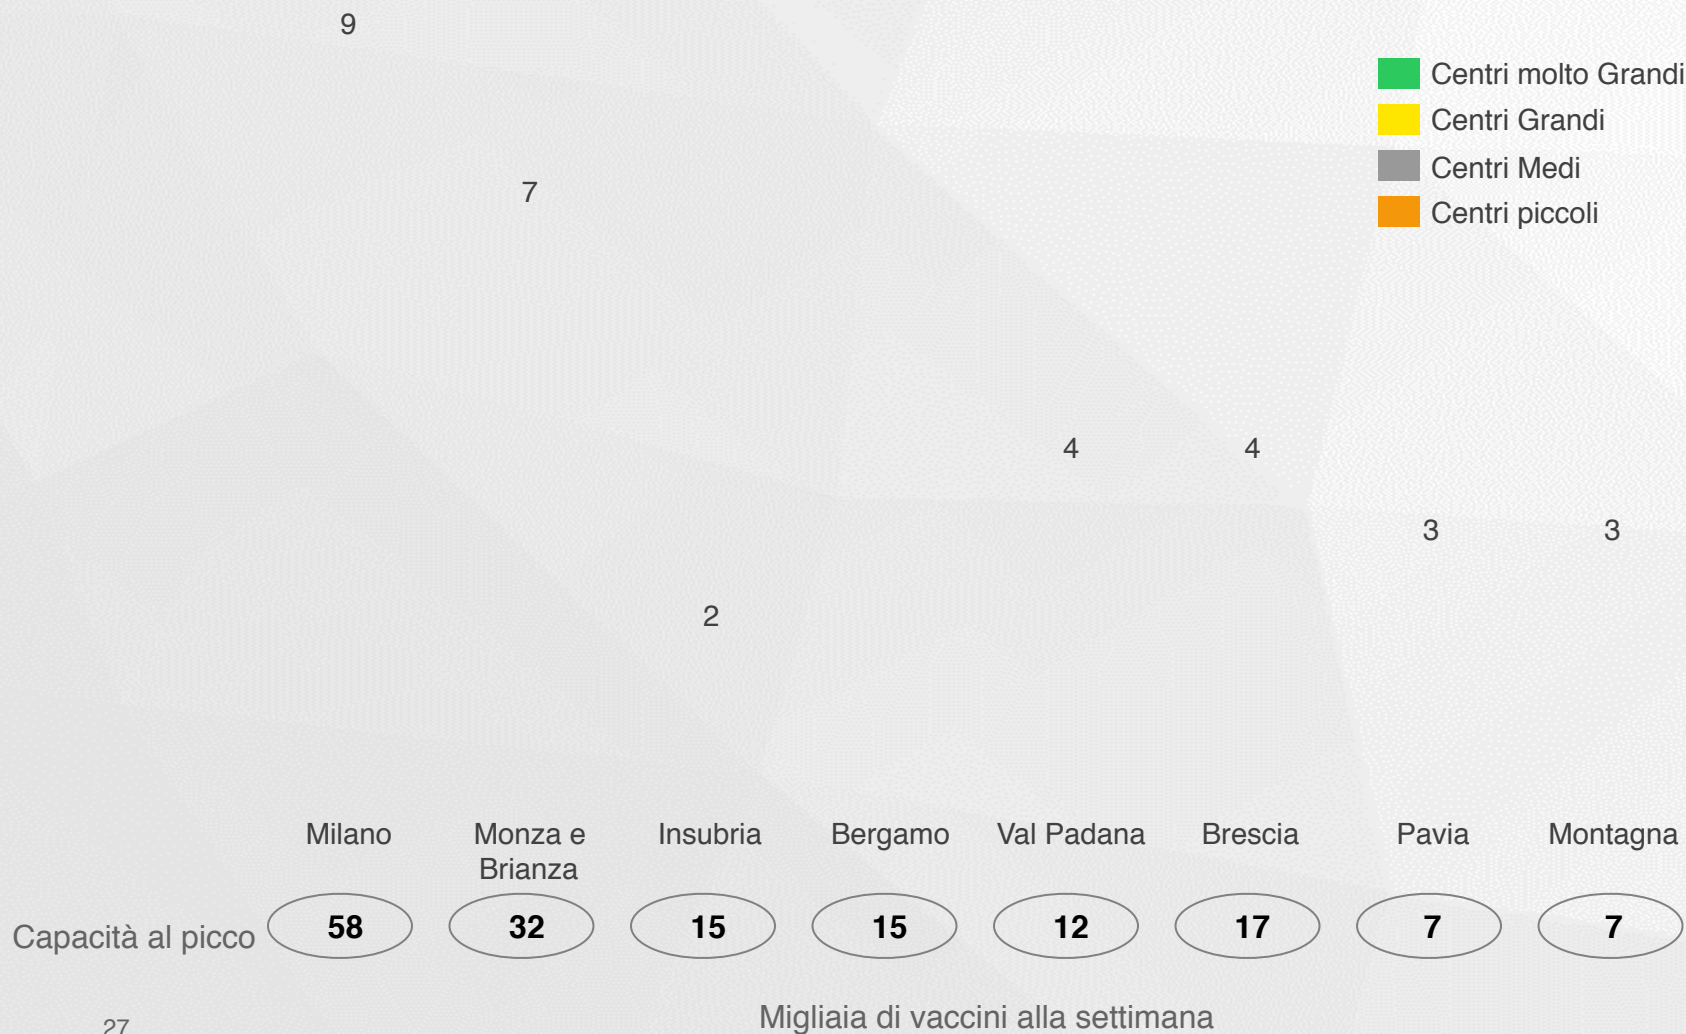 9
Centri molto Grandi
Centri Grandi
7
Centri Medi
Centri piccoli
4 4
3 3
2
Milano Monza e Brianza Insubria Bergamo Val Padana Brescia Pavia Montagna
Capacità al picco 58 32 15 15 12 17 7 7
Migliaia di vaccini alla settimana
27